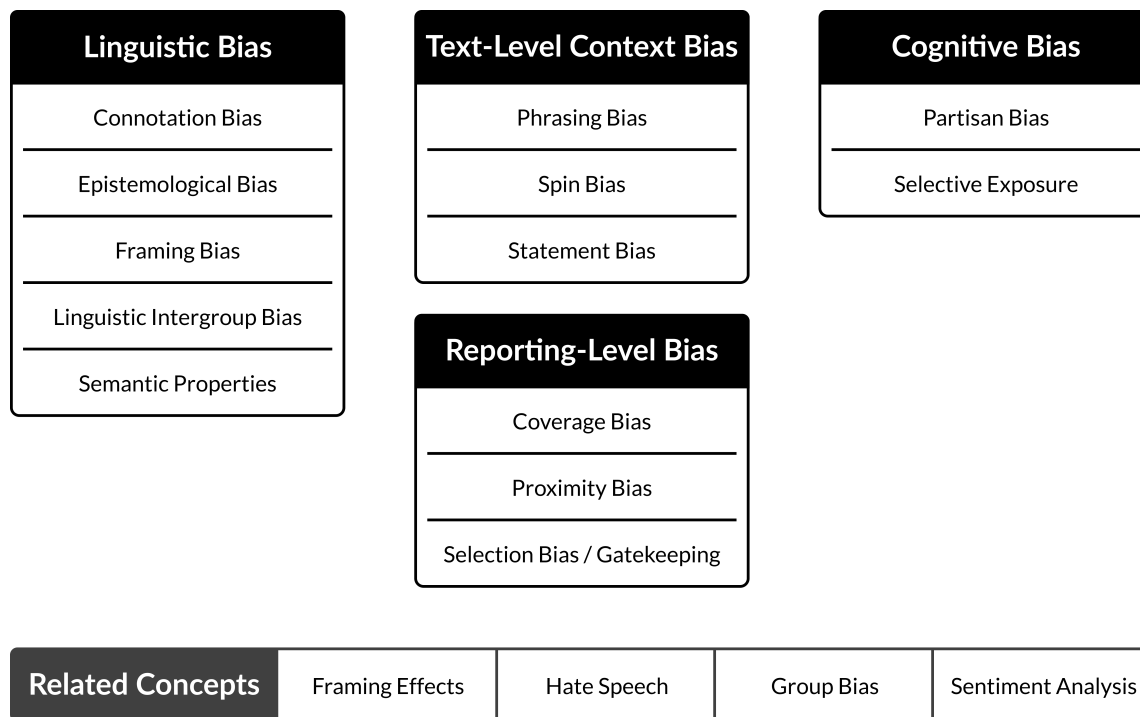 Linguistic Bias
Connotation Bias
Epistemological Bias
Framing Bias
Linguistic Intergroup Bias
Semantic Properties
Text-Level Context Bias
Phrasing Bias
Spin Bias
Statement Bias
Reporting-Level Bias
Coverage Bias
Proximity Bias
Selection Bias / Gatekeeping
Cognitive Bias
Partisan Bias
Selective Exposure
Related Concepts
Framing Effects
Hate Speech
Group Bias
Sentiment Analysis